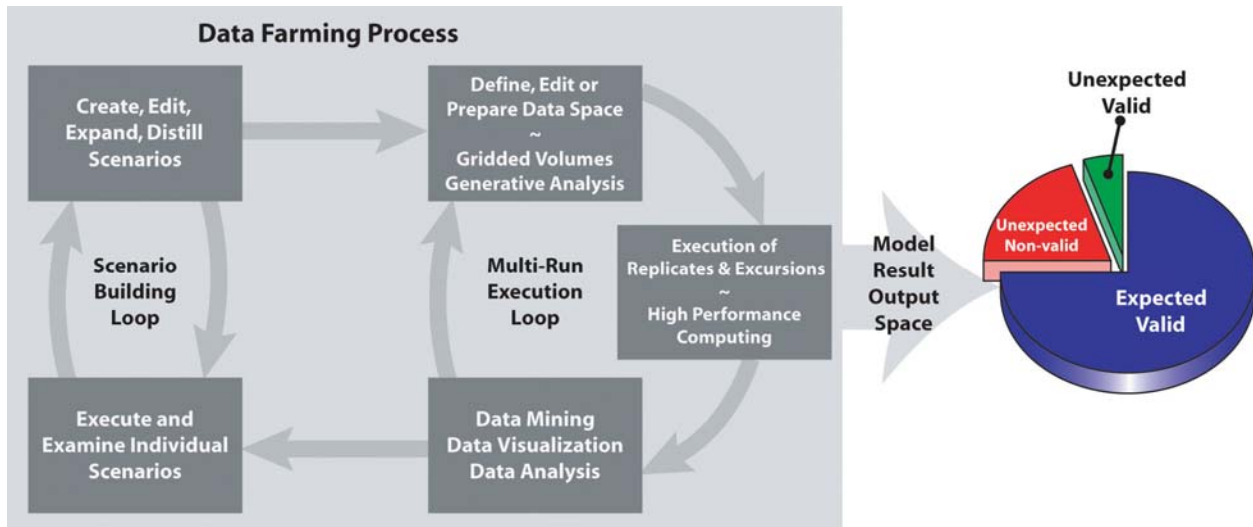 Data Farming Process
Create, Edit,
Expand, Distill
Scenarios
Define, Edit or
Prepare Data Space
~
Gridded Volumes
Generative Analysis
Scenario
Building
Loop
Multi-Run
Execution
Loop
Execution of
Replicates & Excursions
~
High Performance
Computing
Execute and
Examine Individual
Scenarios
Data Mining
Data Visualization
Data Analysis
Model
Result
Output
Space
Unexpected
Valid
Unexpected
Non-valid
Expected
Valid